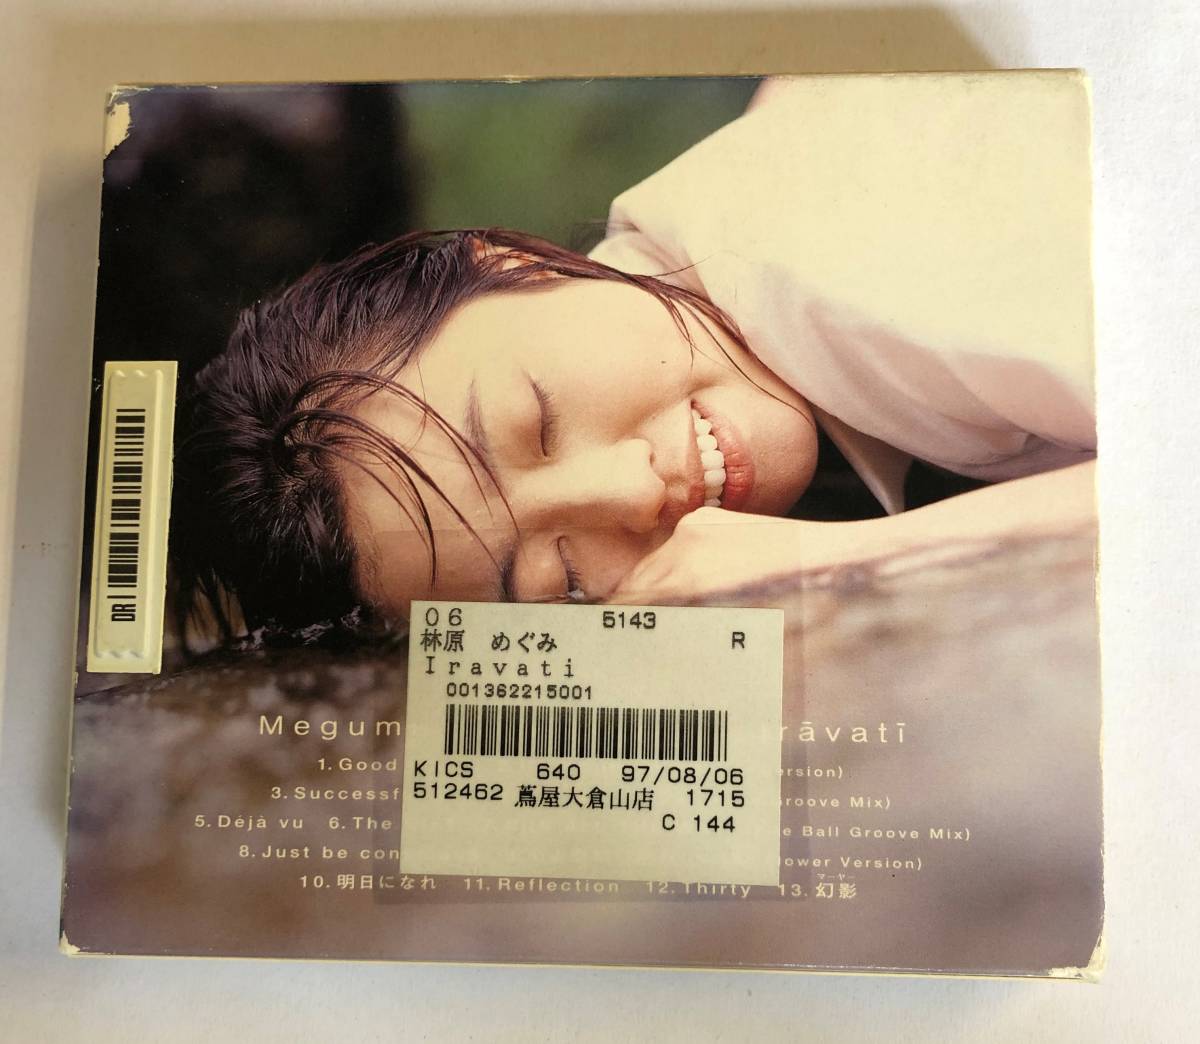 DR
06 5143
林原 めぐみ R
Iravati
001362215001
KICS 640 97/08/06
512462 蔦屋大倉山店 1715
C 144
Megum rāvatī
1.Good ersion)
3.Successf Groove Mix)
5.Déjà vu 6.The e Ball Groove Mix)
8.Just be con lower Version)
マーヤー
10.明日になれ 11.Reflection 12.Thirty 13.幻影